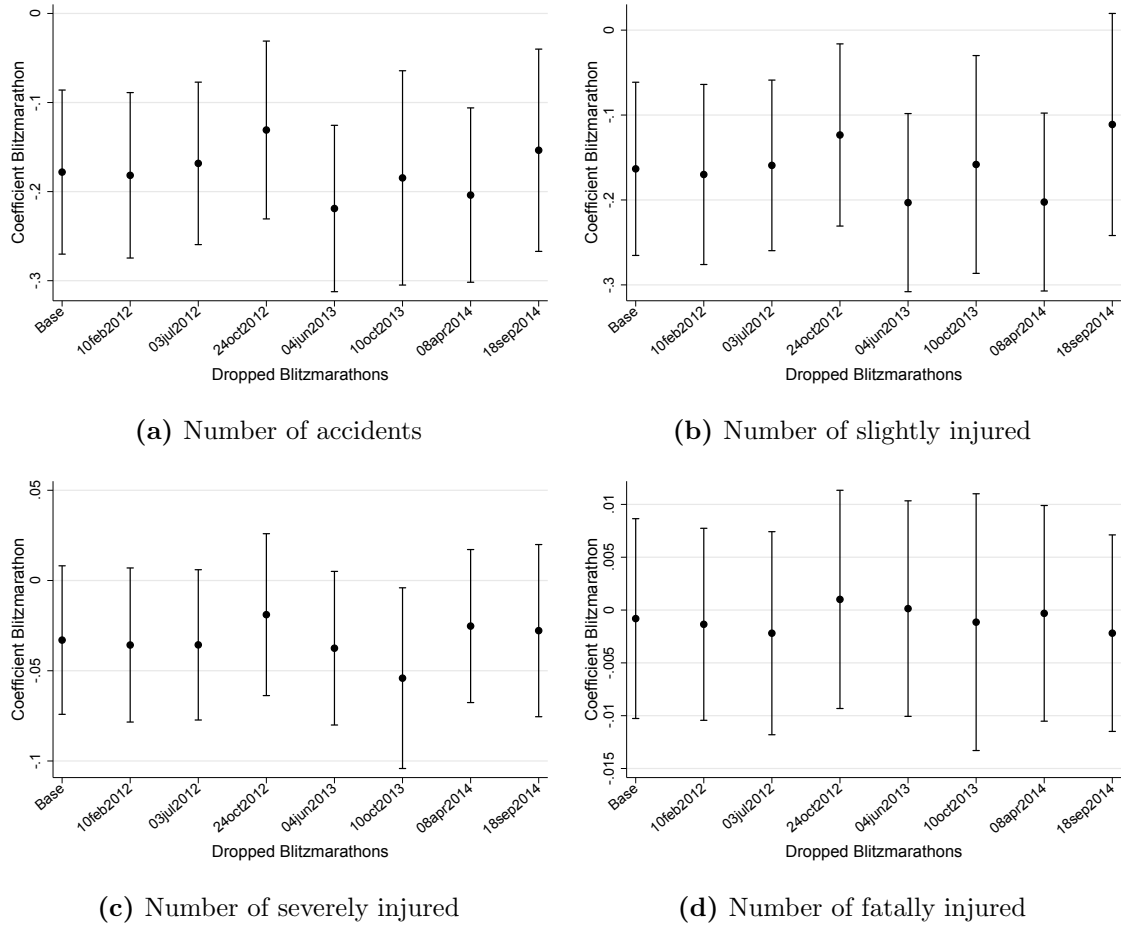 Coefficient Blitzmarathon
0
-.1
-.2
-.3
Base
10feb2012
03jul2012
24oct2012
04jun2013
10oct2013
08apr2014
18sep2014
Dropped Blitzmarathons
(a) Number of accidents
Coefficient Blitzmarathon
0
-.1
-.2
-.3
Base
10feb2012
03jul2012
24oct2012
04jun2013
10oct2013
08apr2014
18sep2014
Dropped Blitzmarathons
(b) Number of slightly injured
Coefficient Blitzmarathon
.05
0
-.05
-.1
Base
10feb2012
03jul2012
24oct2012
04jun2013
10oct2013
08apr2014
18sep2014
Dropped Blitzmarathons
(c) Number of severely injured
Coefficient Blitzmarathon
.01
.005
0
-.005
-.01
-.015
Base
10feb2012
03jul2012
24oct2012
04jun2013
10oct2013
08apr2014
18sep2014
Dropped Blitzmarathons
(d) Number of fatally injured